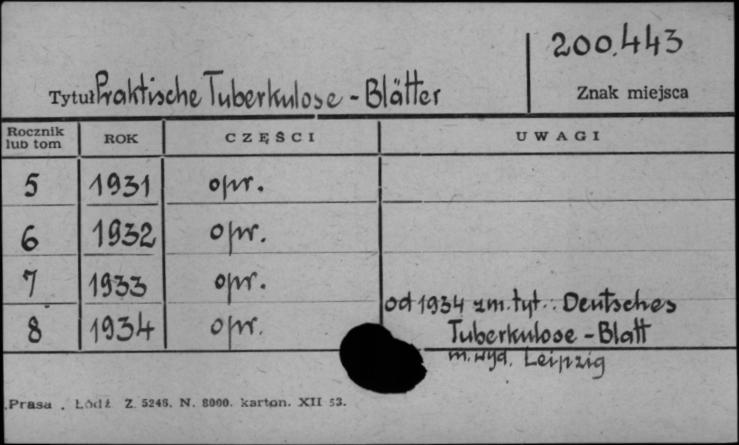 200.443
Tytuł Praktische Tuberkulose - Blätter
Znak miejsca
Rocznik lub tom ROK CZĘŚCI UWAGI
5 1931 opr.
6 1932 opr.
7 1933 opr.
od 1934 zm. tyt.: Deutsches
8 1934 opr. Tuberkulose - Blatt
m. wyd. Leipzig
Prasa . Łódź Z. 5248. N. 8000. karton. XII 53.